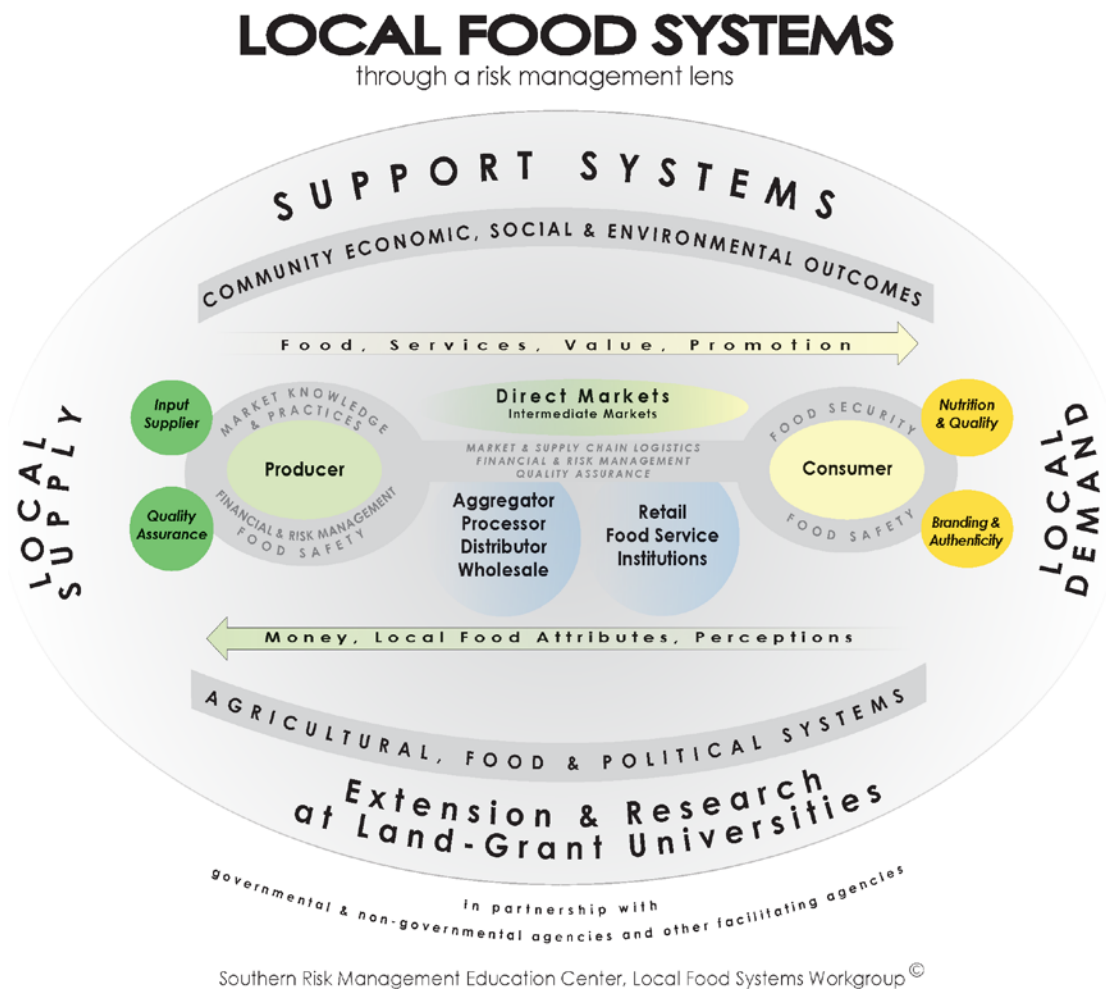 LOCAL FOOD SYSTEMS
through a risk management lens
SUPPORT SYSTEMS
COMMUNITY ECONOMIC, SOCIAL & ENVIRONMENTAL OUTCOMES
Food, Services, Value, Promotion
LOCAL
SUPPLY
Input
Supplier
Quality
Assurance
MARKET KNOWLEDGE
& PRACTICES
Producer
FINANCIAL & RISK MANAGEMENT
FOOD SAFETY
Direct Markets
Intermediate Markets
MARKET & SUPPLY CHAIN LOGISTICS
FINANCIAL & RISK MANAGEMENT
QUALITY ASSURANCE
Aggregator
Processor
Distributor
Wholesale
Retail
Food Service
Institutions
FOOD SECURITY
Consumer
FOOD SAFETY
Nutrition
& Quality
Branding &
Authenticity
LOCAL
DEMAND
Money, Local Food Attributes, Perceptions
AGRICULTURAL, FOOD & POLITICAL SYSTEMS
Extension & Research
at Land-Grant Universities
in partnership with
governmental & non-governmental agencies and other facilitating agencies
Southern Risk Management Education Center, Local Food Systems Workgroup ©